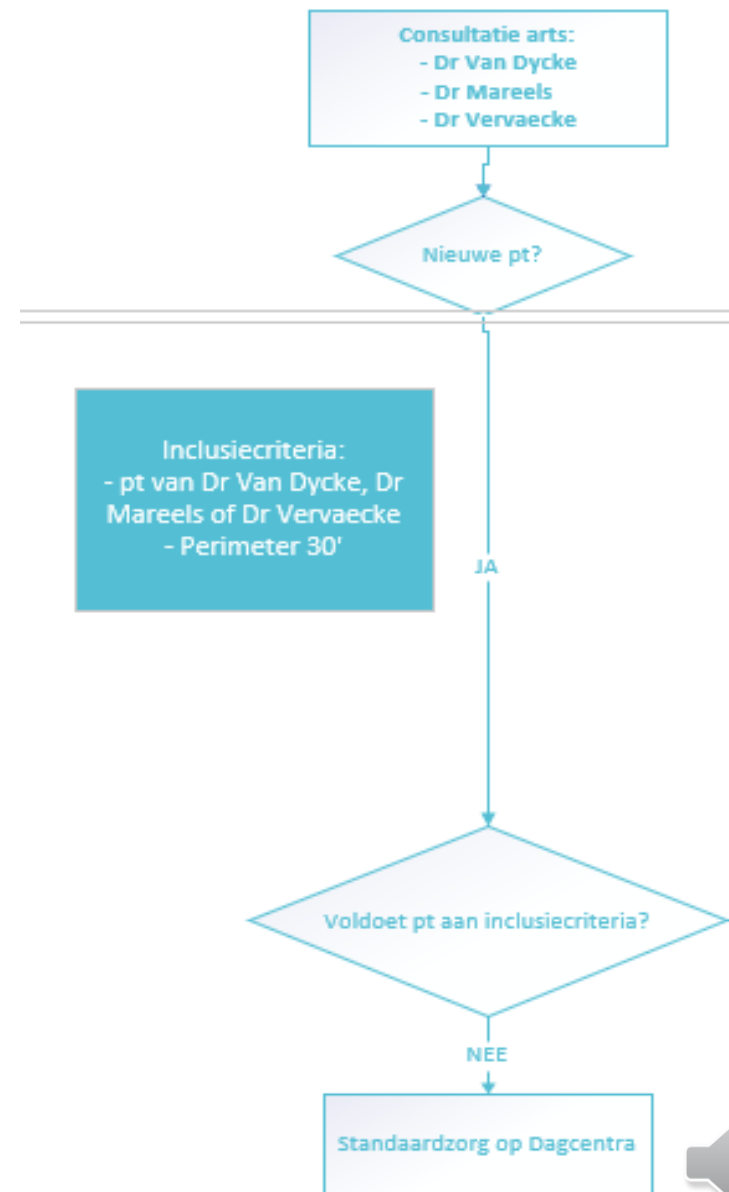 Consultatie arts:
- Dr Van Dycke
- Dr Mareels
- Dr Vervaecke
Nieuwe pt?
Inclusiecriteria:
- pt van Dr Van Dycke, Dr
Mareels of Dr Vervaecke
- Perimeter 30'
JA
Voldoet pt aan inclusiecriteria?
NEE
Standaardzorg op Dagcentra